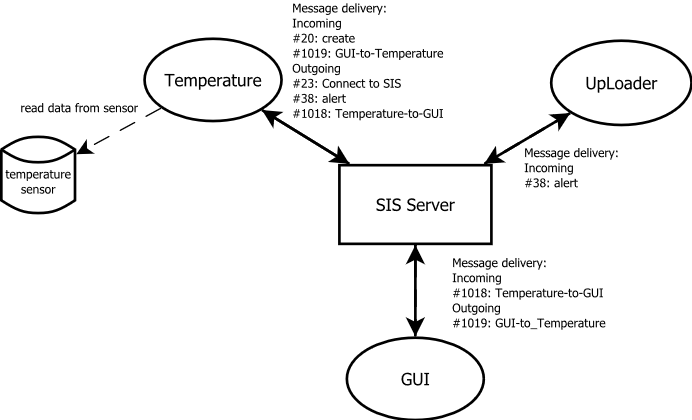 Message delivery:
Incoming
#20: create
#1019: GUI-to-Temperature
Outgoing
#23: Connect to SIS
#38: alert
#1018: Temperature-to-GUI
Temperature
UpLoader
read data from sensor
temperature
sensor
Message delivery:
Incoming
#38: alert
SIS Server
Message delivery:
Incoming
#1018: Temperature-to-GUI
Outgoing
#1019: GUI-to_Temperature
GUI